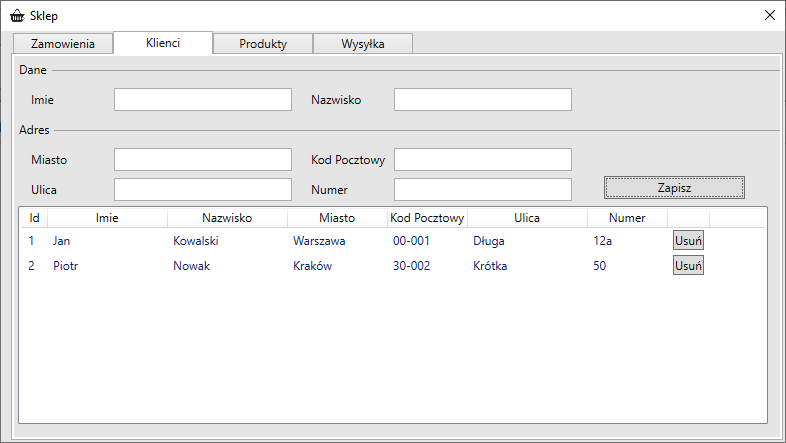 Sklep
Zamowienia Klienci Produkty Wysyłka
Dane
Imie Nazwisko
Adres
Miasto Kod Pocztowy
Ulica Numer Zapisz
Id Imie Nazwisko Miasto Kod Pocztowy Ulica Numer
1 Jan Kowalski Warszawa 00-001 Długa 12a Usuń
2 Piotr Nowak Kraków 30-002 Krótka 50 Usuń